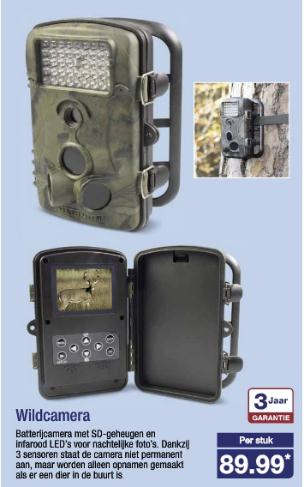 Wildcamera
Batterijcamera met SD-geheugen en
infarood LED's voor nachtelijke foto's. Dankzij
3 sensoren staat de camera niet permanent
aan, maar worden alleen opnamen gemaakt
als er een dier in de buurt is.
3 Jaar
GARANTIE
Per stuk
89.99*